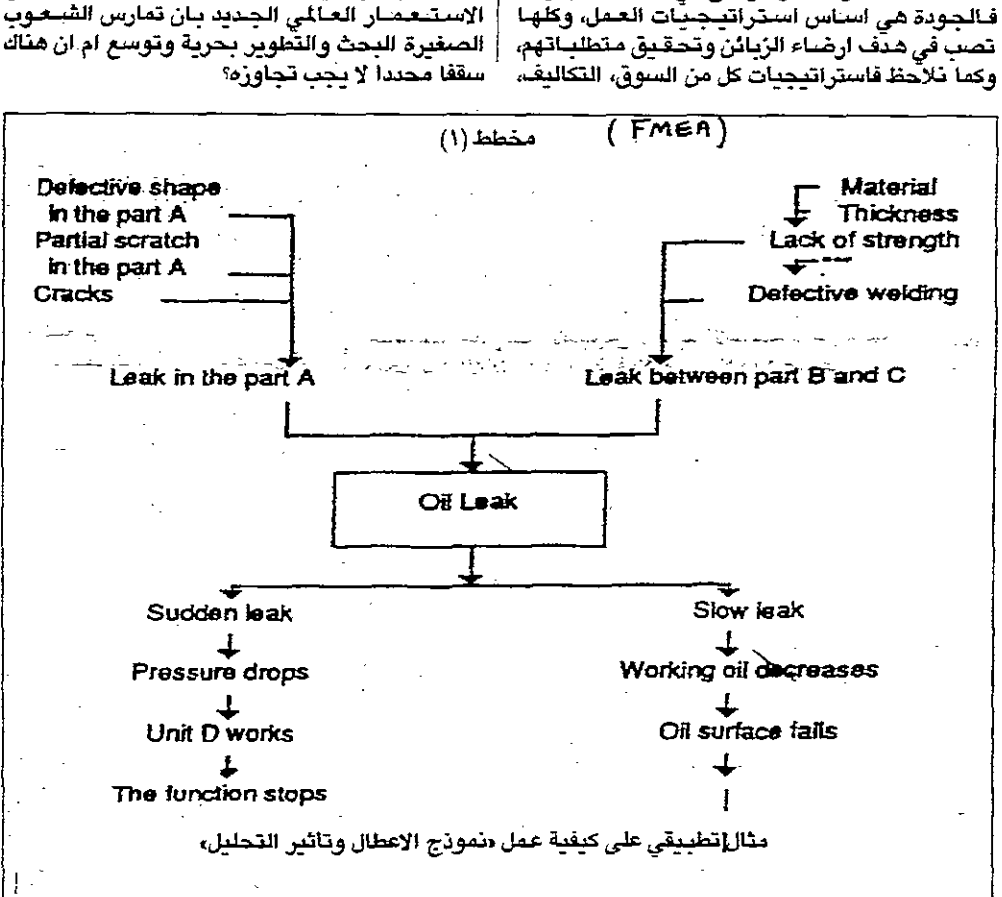 الاستعمار العالمي الجديد بان تمارس الشعوب
الصغيرة البحث والتطوير بحرية وتوسع ام ان هناك
سقفا محددا لا يجب تجاوزه؟
فالجودة هي اساس استراتيجيات العمل، وكلها
تصب في هدف ارضاء الزبائن وتحقيق متطلباتهم،
وكما نلاحظ فاستراتيجيات كل من السوق، التكاليف،
مخطط (١) (FMEA)
Defective shape
in the part A
Partial scratch
in the part A
Cracks
Material
Thickness
Lack of strength
Defective welding
Leak in the part A
Leak between part B and C
Oil Leak
Sudden leak
Pressure drops
Unit D works
The function stops
Slow leak
Working oil decreases
Oil surface falls
مثال تطبيقي على كيفية عمل «نموذج الاعطال وتاثير التحليل»